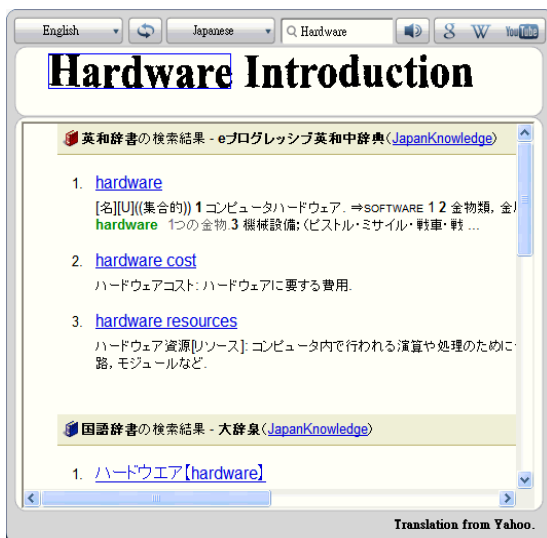 English Japanese Hardware g W YouTube
Hardware Introduction
英和辞書の検索結果 - eプログレッシブ英和中辞典(JapanKnowledge)
1. hardware
[名][U]((集合的)) 1 コンピュータハードウェア. ⇒SOFTWARE 1 2 金物類, 金
hardware 1つの金物.3 機械設備; (ピストル・ミサイル・戦車・戦 ...
2. hardware cost
ハードウェアコスト: ハードウェアに要する費用.
3. hardware resources
ハードウェア資源[リソース]: コンピュータ内で行われる演算や処理のために
路, モジュールなど.
国語辞書の検索結果 - 大辞泉(JapanKnowledge)
1. ハードウエア【hardware】
Translation from Yahoo.